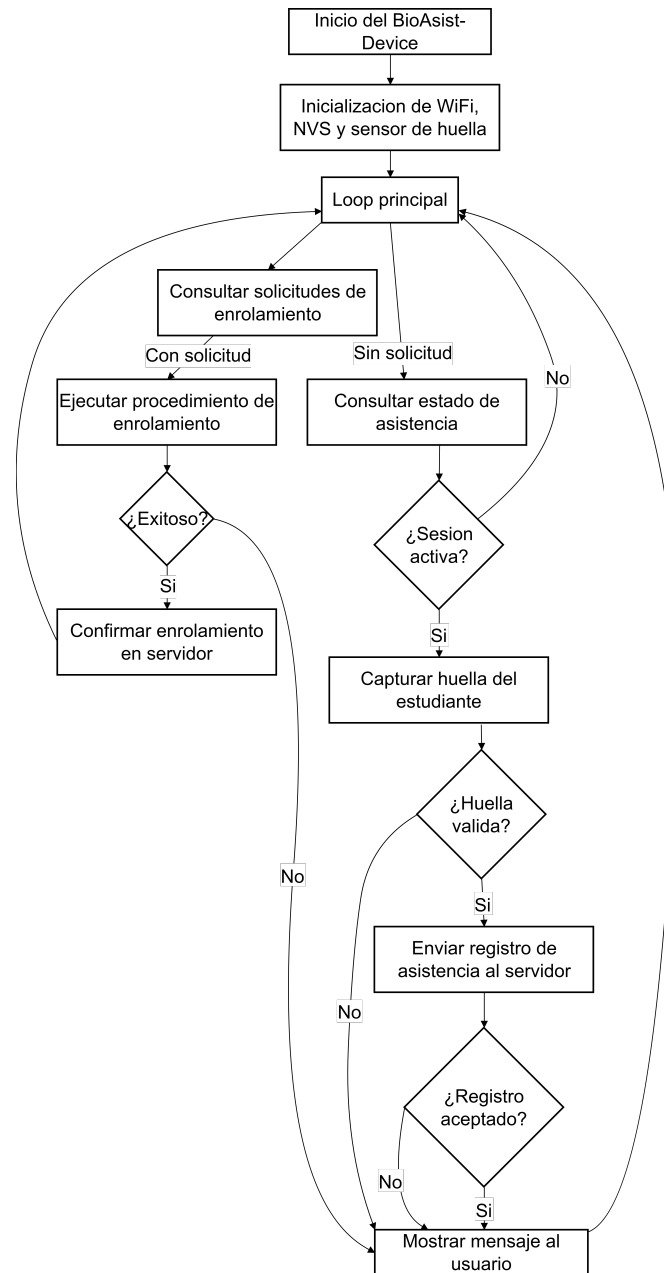 Inicio del BioAsist-
Device
Inicializacion de WiFi,
NVS y sensor de huella
Loop principal
Consultar solicitudes de
enrolamiento
Con solicitud
Sin solicitud
No
Ejecutar procedimiento de
enrolamiento
Consultar estado de
asistencia
¿Exitoso?
¿Sesion
activa?
Si
Confirmar enrolamiento
en servidor
Si
Capturar huella del
estudiante
¿Huella
valida?
No
Si
Enviar registro de
asistencia al servidor
No
¿Registro
aceptado?
No
Si
Mostrar mensaje al
usuario